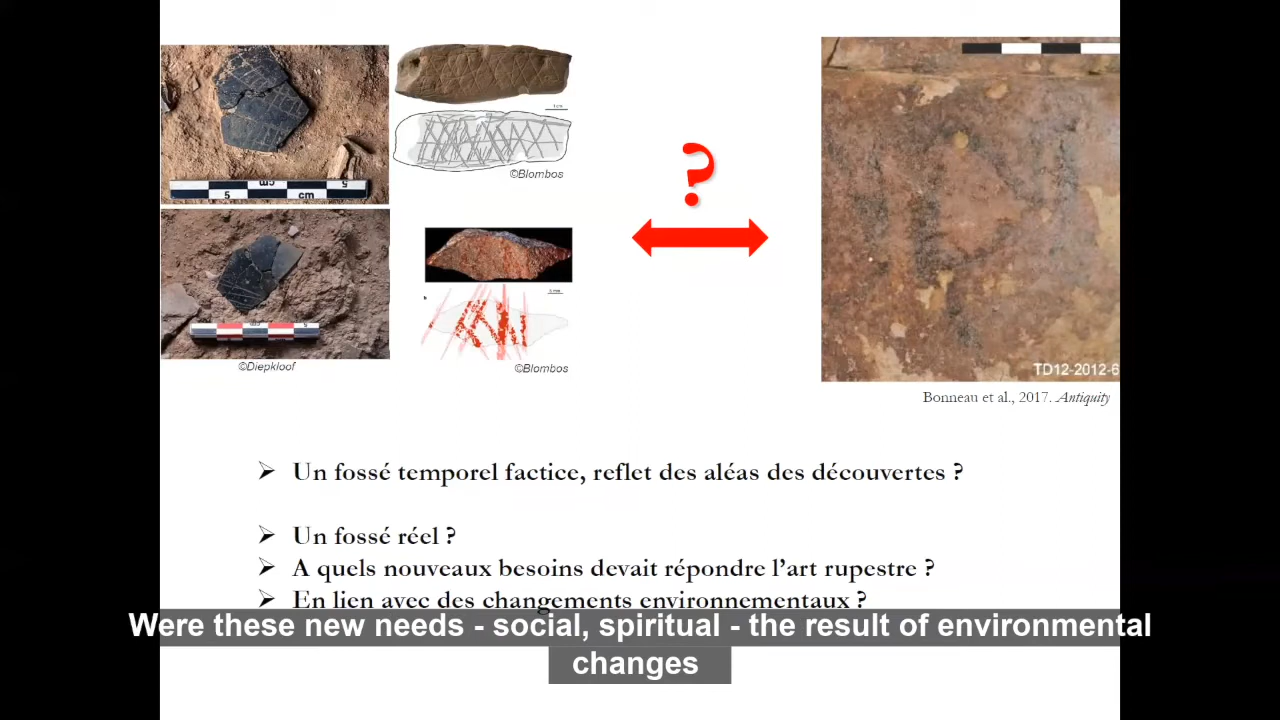 5
cm
5
©Diepkloof
©Blombos
©Blombos
?
TD12-2012-6
Bonneau et al., 2017. Antiquity
Un fossé temporel factice, reflet des aléas des découvertes ?
Un fossé réel ?
A quels nouveaux besoins devait répondre l'art rupestre ?
En lien avec des changements environnementaux ?
Were these new needs - social, spiritual - the result of environmental
changes